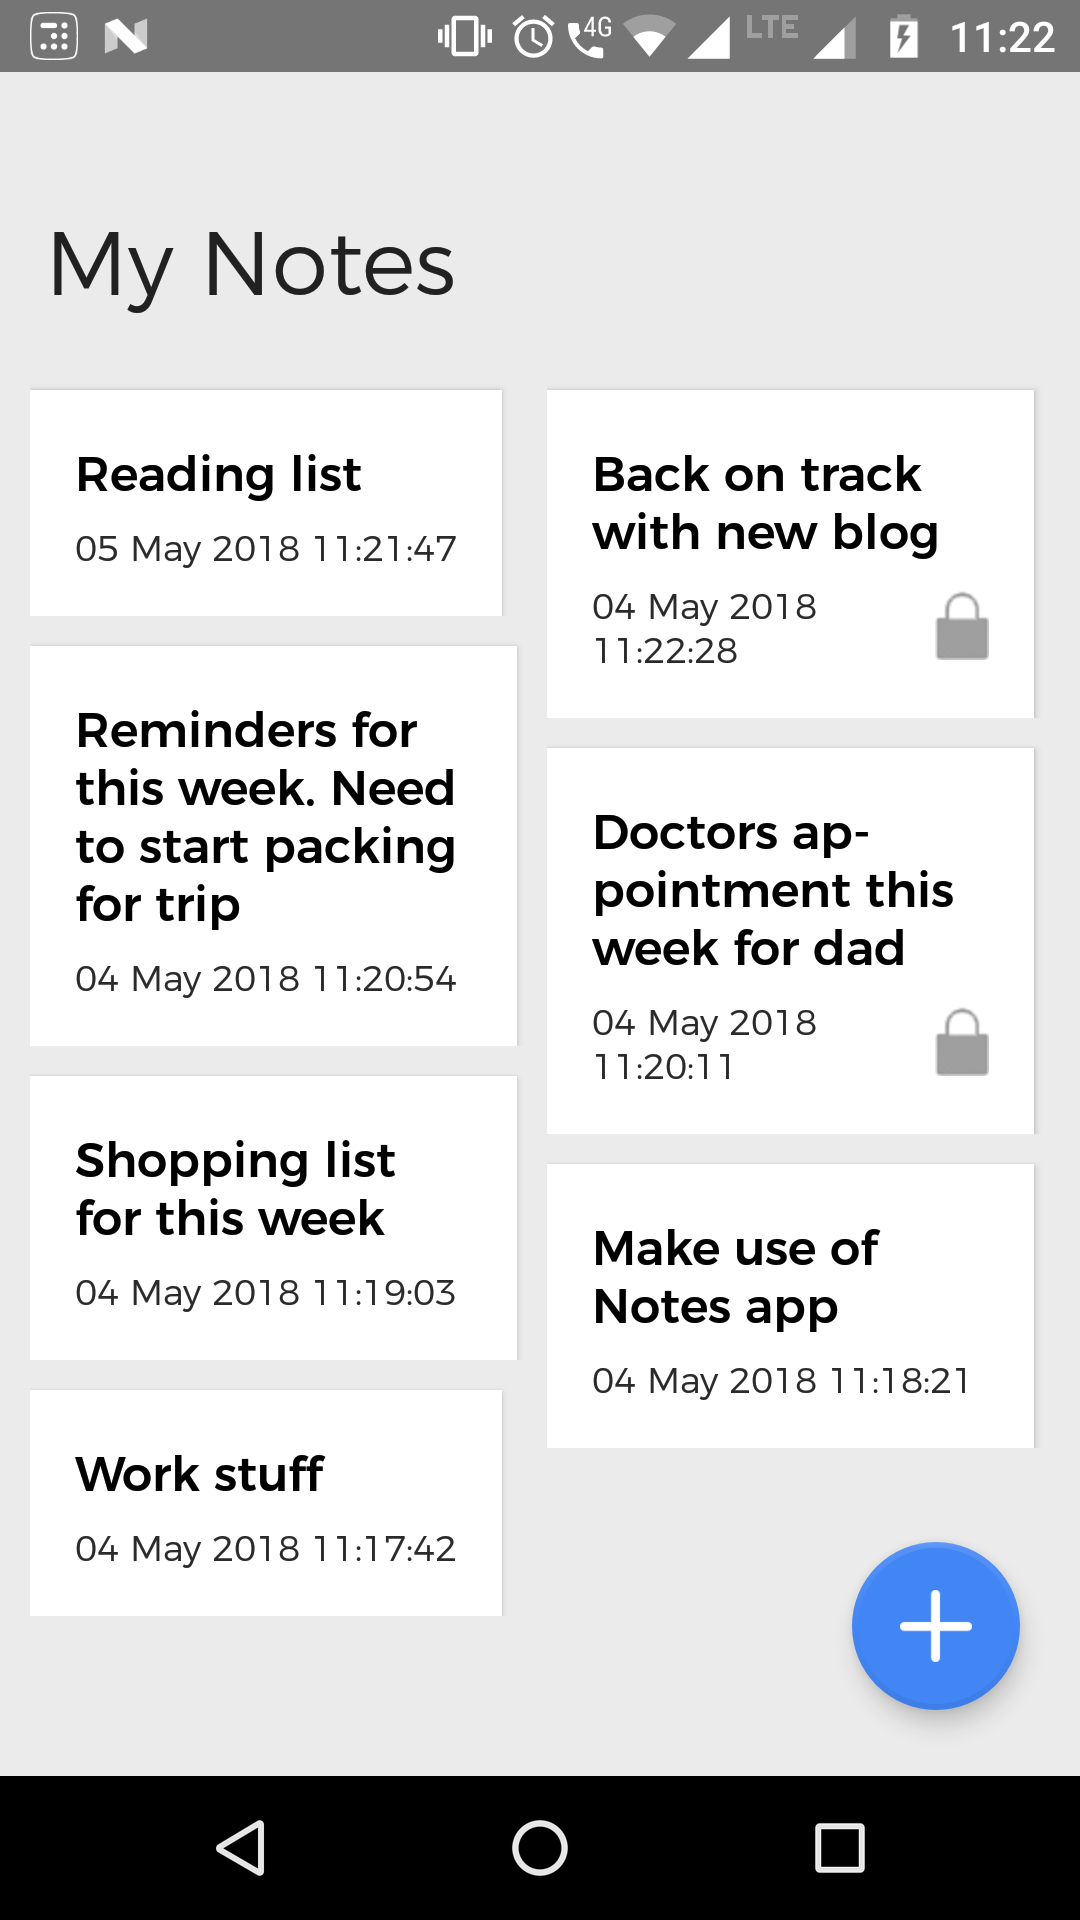 4G
LTE
11:22
My Notes
Reading list
05 May 2018 11:21:47
Back on track
with new blog
04 May 2018
11:22:28
Reminders for
this week. Need
to start packing
for trip
04 May 2018 11:20:54
Doctors ap-
pointment this
week for dad
04 May 2018
11:20:11
Shopping list
for this week
04 May 2018 11:19:03
Make use of
Notes app
04 May 2018 11:18:21
Work stuff
04 May 2018 11:17:42